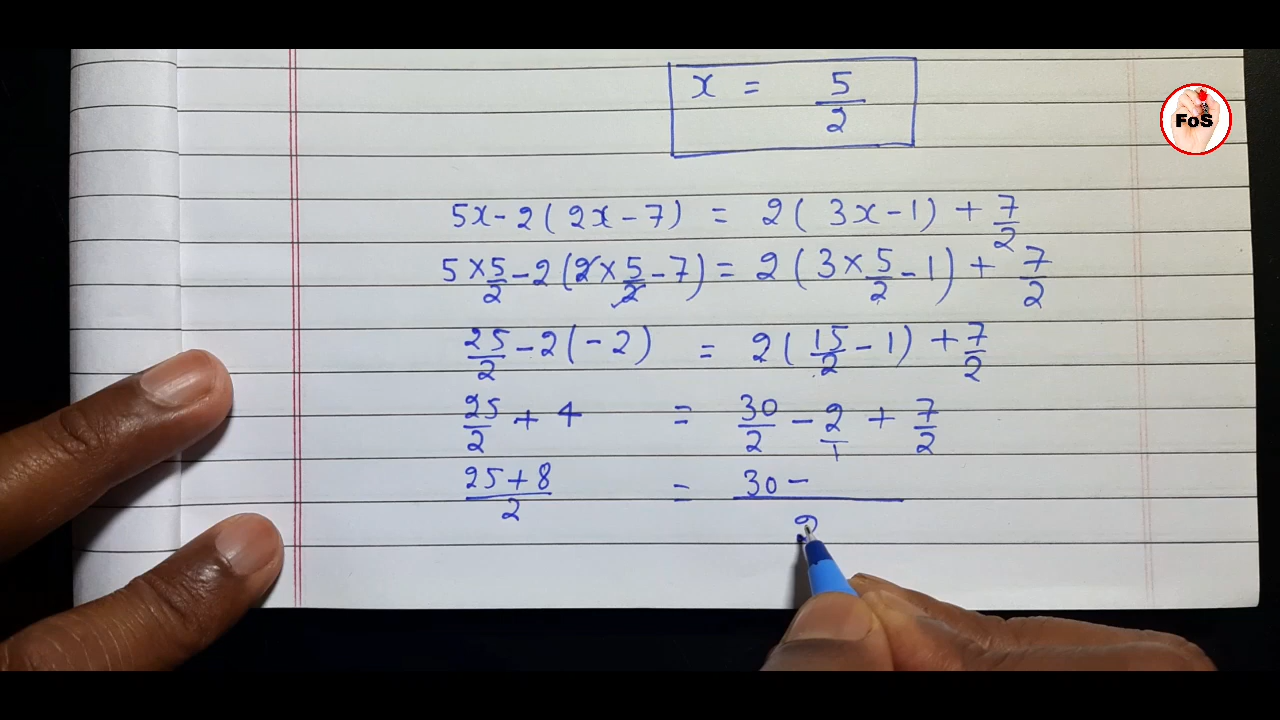 x = 5/2
FoS
5x - 2 ( 2x - 7 ) = 2 ( 3x - 1 ) + 7/2
5 × 5/2 - 2 ( 2 × 5/2 - 7 ) = 2 ( 3 × 5/2 - 1 ) + 7/2
25/2 - 2 ( - 2 ) = 2 ( 15/2 - 1 ) + 7/2
25/2 + 4 = 30/2 - 2/1 + 7/2
25 + 8/2 = 30 -/2